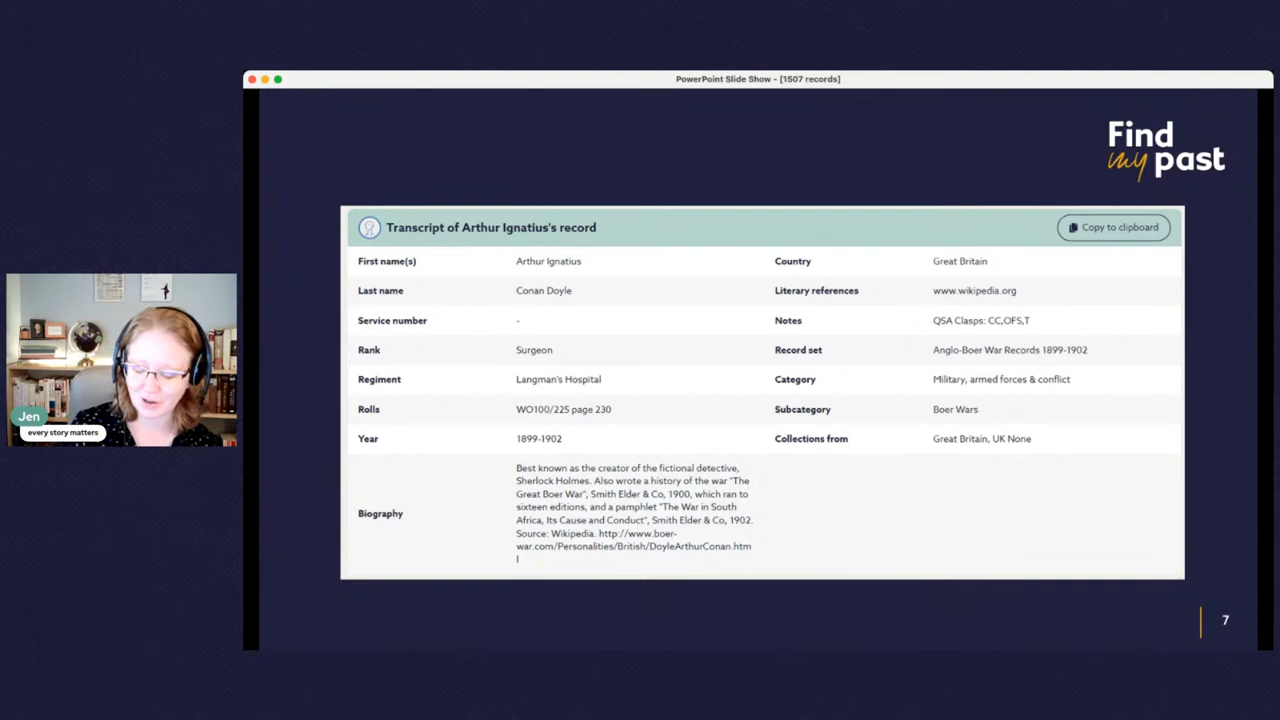 PowerPoint Slide Show - [1507 records]
Find
my past
Transcript of Arthur Ignatius's record
Copy to clipboard
First name(s) Arthur Ignatius Country Great Britain
Last name Conan Doyle Literary references www.wikipedia.org
Service number - Notes QSA Clasps: CC,OFS,T
Rank Surgeon Record set Anglo-Boer War Records 1899-1902
Regiment Langman's Hospital Category Military, armed forces & conflict
Rolls WO100/225 page 230 Subcategory Boer Wars
Year 1899-1902 Collections from Great Britain, UK None
Biography
Best known as the creator of the fictional detective,
Sherlock Holmes. Also wrote a history of the war "The
Great Boer War", Smith Elder & Co, 1900, which ran to
sixteen editions, and a pamphlet "The War in South
Africa, Its Cause and Conduct", Smith Elder & Co, 1902.
Source: Wikipedia. http://www.boer-
war.com/Personalities/British/DoyleArthurConan.htm
l
Jen
every story matters
7